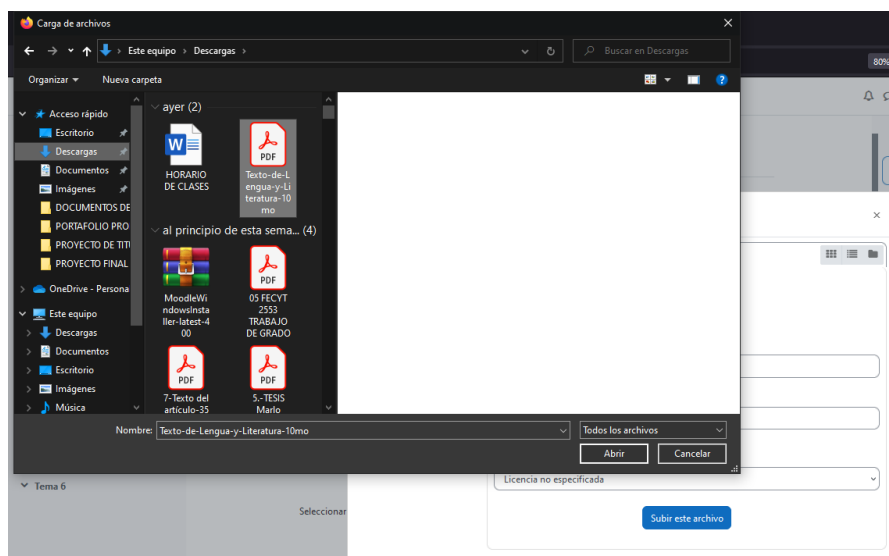 Carga de archivos
Este equipo > Descargas >
Buscar en Descargas
80%
Organizar
Nueva carpeta
Acceso rápido
Escritorio
Descargas
Documentos
Imágenes
DOCUMENTOS DE
PORTAFOLIO PRO
PROYECTO DE TIT
PROYECTO FINAL
OneDrive - Persona
Este equipo
Descargas
Documentos
Escritorio
Imágenes
Música
ayer (2)
HORARIO
DE CLASES
PDF
Texto-de-L
engua-y-Li
teratura-10
mo
al principio de esta sema... (4)
MoodleWi
ndowsInsta
ller-latest-4
00
PDF
05 FECYT
2553
TRABAJO
DE GRADO
PDF
7-Texto del
artículo-35
PDF
5.-TESIS
Marlo
Nombre:
Texto-de-Lengua-y-Literatura-10mo
Todos los archivos
Abrir
Cancelar
Tema 6
Seleccionar
Licencia no especificada
Subir este archivo